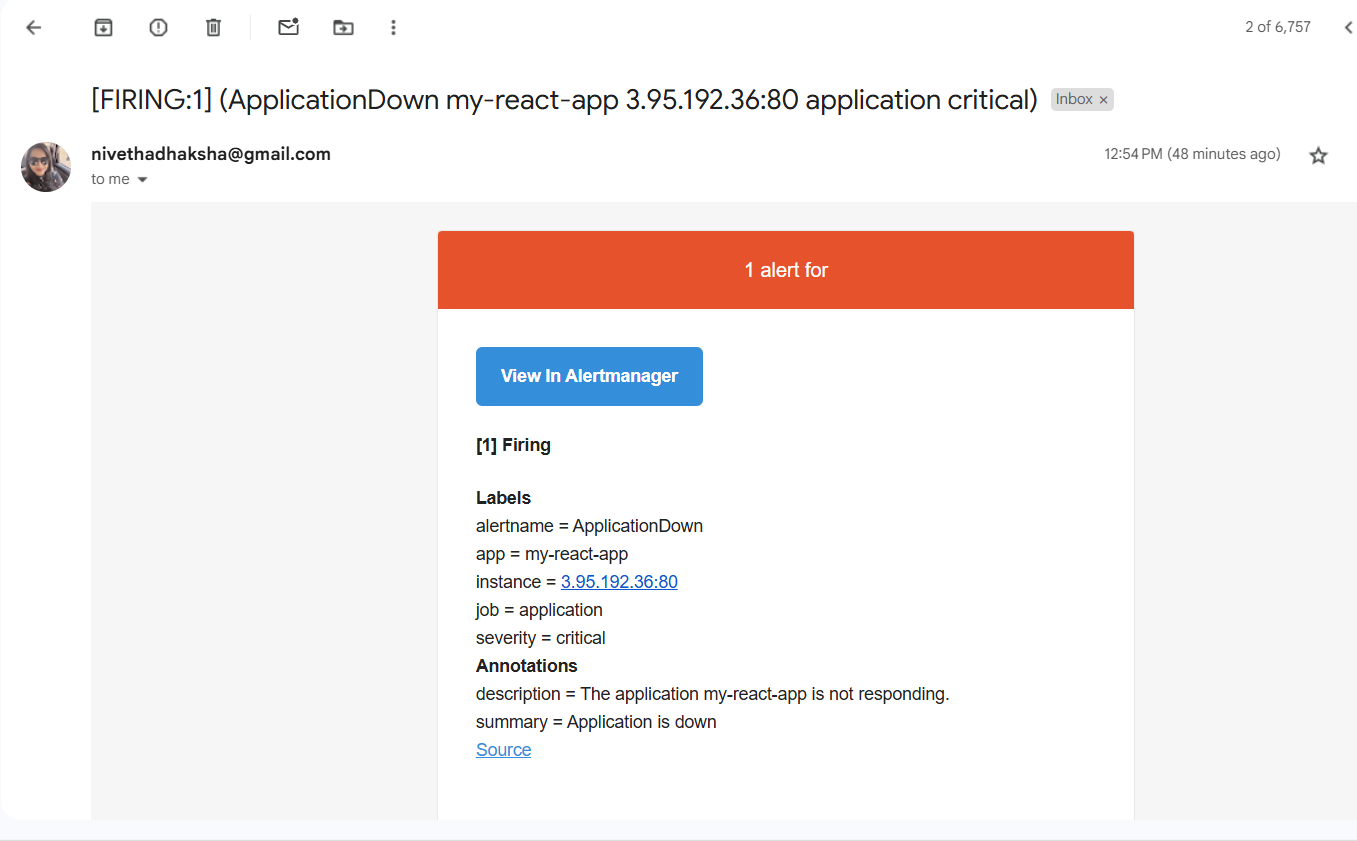 2 of 6,757
[FIRING:1] (ApplicationDown my-react-app 3.95.192.36:80 application critical) Inbox ×
nivethadhaksha@gmail.com 12:54 PM (48 minutes ago)
to me
1 alert for
View In Alertmanager
[1] Firing
Labels
alertname = ApplicationDown
app = my-react-app
instance = 3.95.192.36:80
job = application
severity = critical
Annotations
description = The application my-react-app is not responding.
summary = Application is down
Source